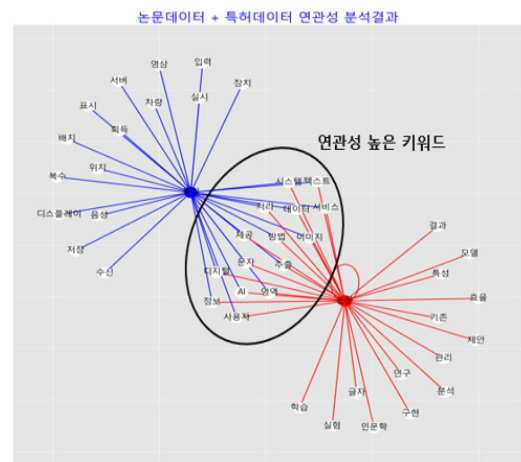 논문데이터 + 특허데이터 연관성 분석결과
영상
입력
서버
장치
차량
실시
표시
획득
배치
위치
복수
디스플레이
음성
저장
수신
연관성 높은 키워드
시스템
텍스트
처리
데이터
서비스
제공
방법
이미지
문자
추출
디지털
AI
영역
정보
사용자
결과
모델
특성
효율
기존
제안
관리
연구
분석
글자
학습
구현
실험
인문학